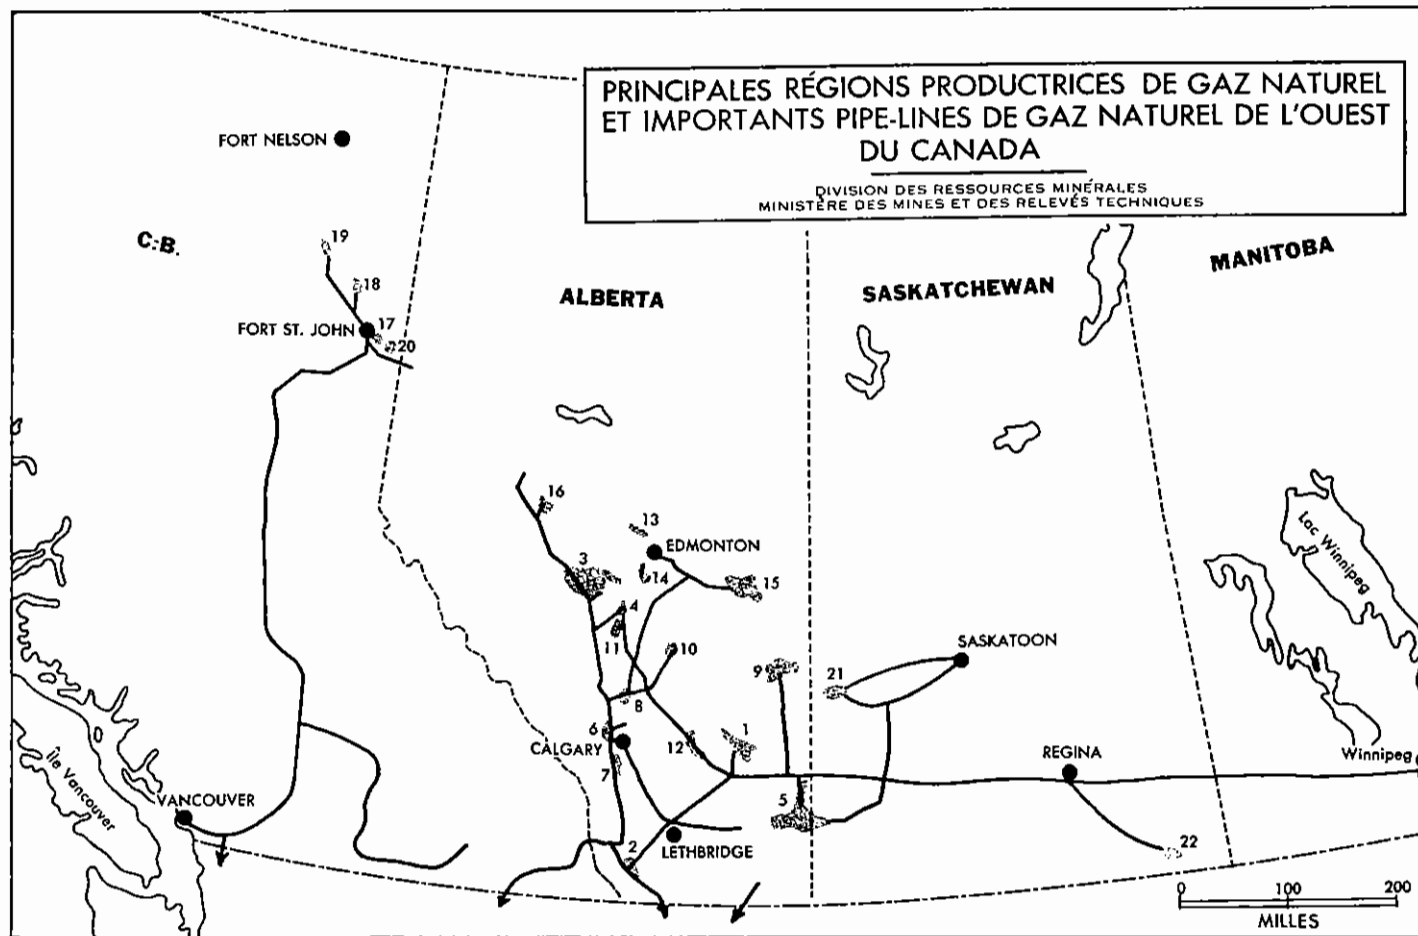 PRINCIPALES RÉGIONS PRODUCTRICES DE GAZ NATUREL
ET IMPORTANTS PIPE-LINES DE GAZ NATUREL DE L'OUEST
DU CANADA
DIVISION DES RESSOURCES MINÉRALES
MINISTÈRE DES MINES ET DES RELEVÉS TECHNIQUES
FORT NELSON
C.-B.
19
18
ALBERTA
SASKATCHEWAN
MANITOBA
FORT ST. JOHN
17
20
16
13
EDMONTON
3
14
15
4
11
10
Lac Winnipeg
SASKATOON
9
21
8
6
CALGARY
12
1
7
REGINA
Winnipeg
Île Vancouver
VANCOUVER
5
2
LETHBRIDGE
22
0 100 200
MILLES